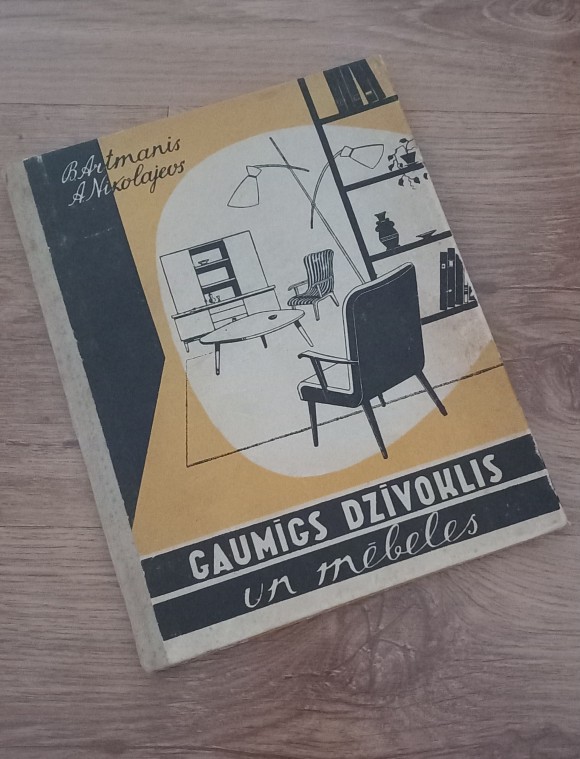 B. Artmanis
A. Nikolajevs
GAUMĪGS DZĪVOKLIS
un mēbeles